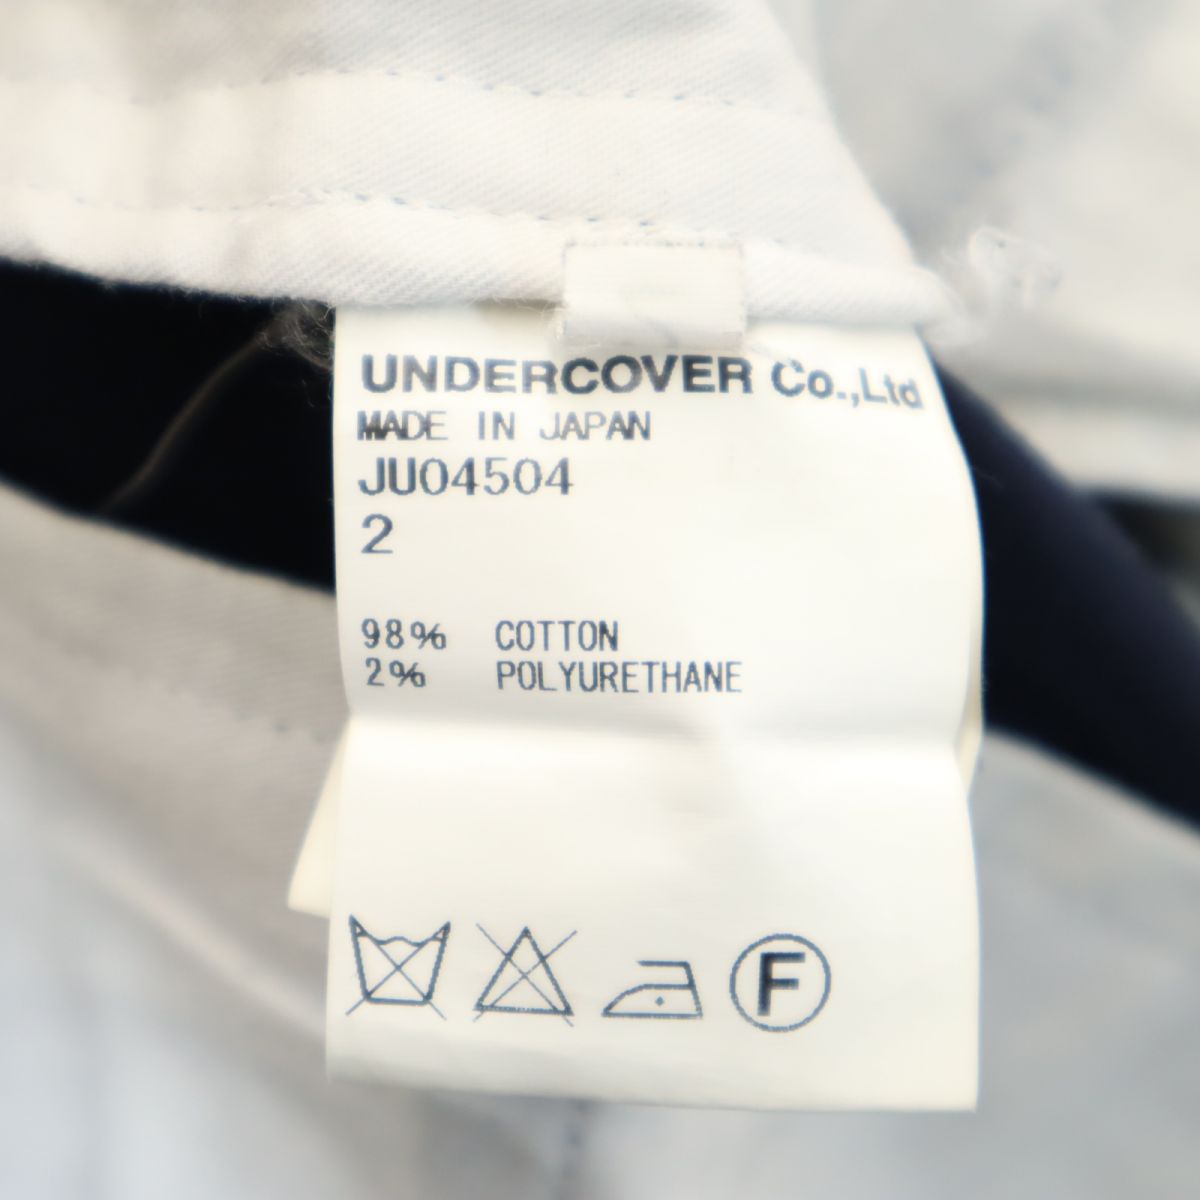 UNDERCOVER Co.,Ltd
MADE IN JAPAN
JU04504
2
98% COTTON
2% POLYURETHANE
F